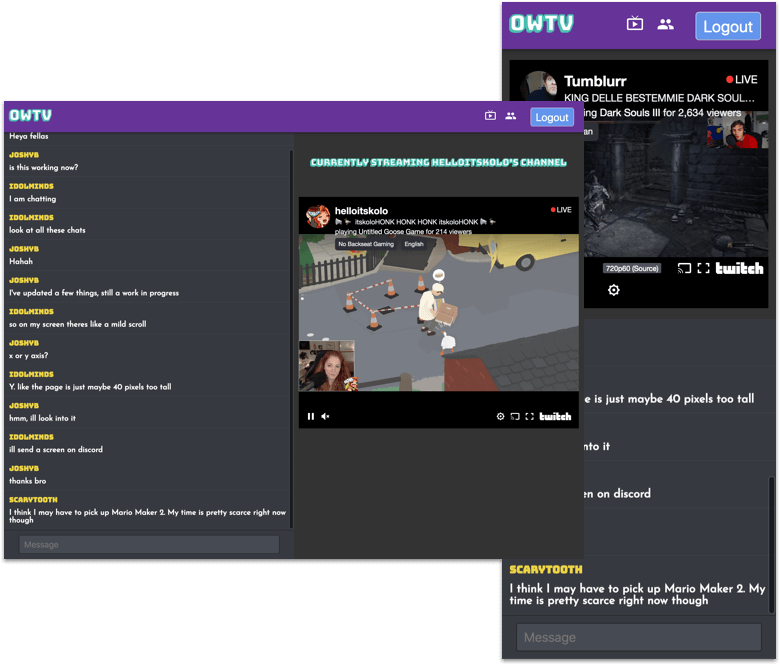 OWTV
Logout
Heya fellas
JOSHYB
is this working now?
IDOLMINDS
I am chatting
IDOLMINDS
look at all these chats
JOSHYB
Hahah
JOSHYB
I've updated a few things, still a work in progress
IDOLMINDS
so on my screen theres like a mild scroll
JOSHYB
x or y axis?
IDOLMINDS
Y. like the page is just maybe 40 pixels too tall
JOSHYB
hmm, ill look into it
IDOLMINDS
ill send a screen on discord
JOSHYB
thanks bro
SCARYTOOTH
I think I may have to pick up Mario Maker 2. My time is pretty scarce right now
though
Message
CURRENTLY STREAMING HELLOITSKOLO'S CHANNEL
helloitskolo
LIVE
itskoloHONK HONK HONK itskoloHONK
playing Untitled Goose Game for 214 viewers
No Backseat Gaming
English
twitch
OWTV
Logout
Tumblurr
LIVE
KING DELLE BESTEMMIE DARK SOUL...
ing Dark Souls III for 2,634 viewers
an
720p60 (Source)
twitch
e is just maybe 40 pixels too tall
nto it
en on discord
SCARYTOOTH
I think I may have to pick up Mario Maker 2. My
time is pretty scarce right now though
Message